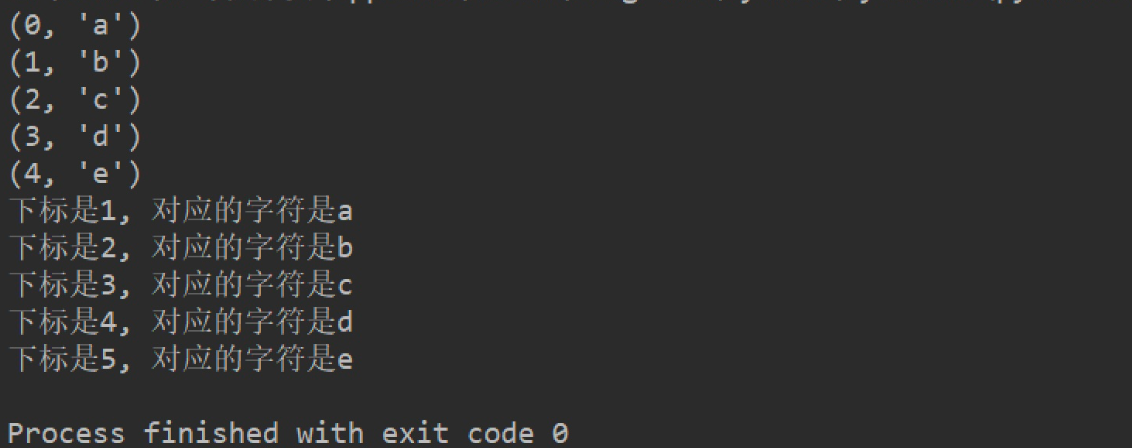 (0, 'a')
(1, 'b')
(2, 'c')
(3, 'd')
(4, 'e')
下标是1, 对应的字符是a
下标是2, 对应的字符是b
下标是3, 对应的字符是c
下标是4, 对应的字符是d
下标是5, 对应的字符是e
Process finished with exit code 0